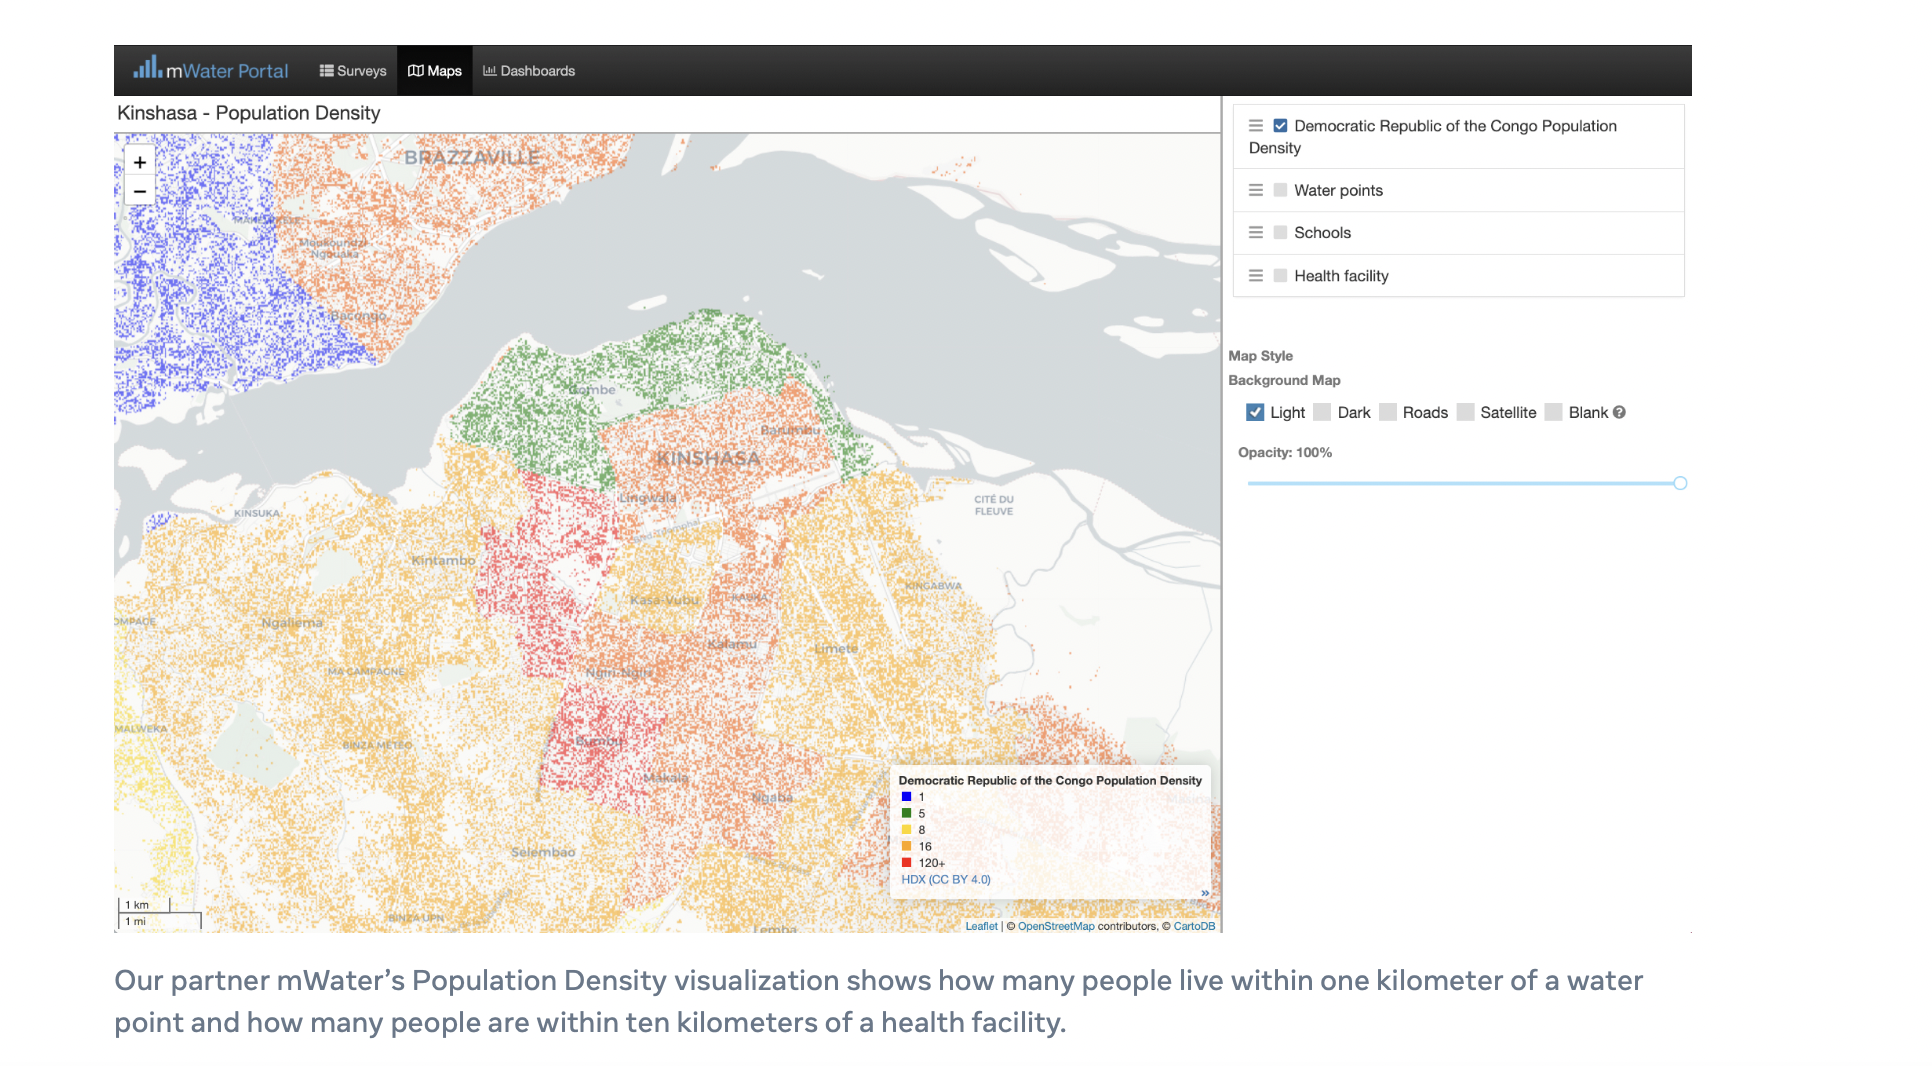 mWater Portal
Surveys
Maps
Dashboards
Kinshasa - Population Density
+
−
BRAZZAVILLE
Bacongo
Gombe
Barumbu
KINSHASA
Lingwala
KINSUKA
CITÉ DU
FLEUVE
Kintambo
KINGABWA
Kasa-Vubu
Ngaliema
Kalamu
Limete
MA CAMPAGNE
Ngiri-Ngiri
MALWEKA
BINZA METEO
Bumbu
Makala
Ngaba
Selembao
BINZA UPN
Lemba
1 km
1 mi
Democratic Republic of the Congo Population Density
1
5
8
16
120+
HDX (CC BY 4.0)
»
Leaflet | © OpenStreetMap contributors, © CartoDB
Democratic Republic of the Congo Population
Density
Water points
Schools
Health facility
Map Style
Background Map
Light
Dark
Roads
Satellite
Blank
Opacity: 100%
Our partner mWater’s Population Density visualization shows how many people live within one kilometer of a water
point and how many people are within ten kilometers of a health facility.